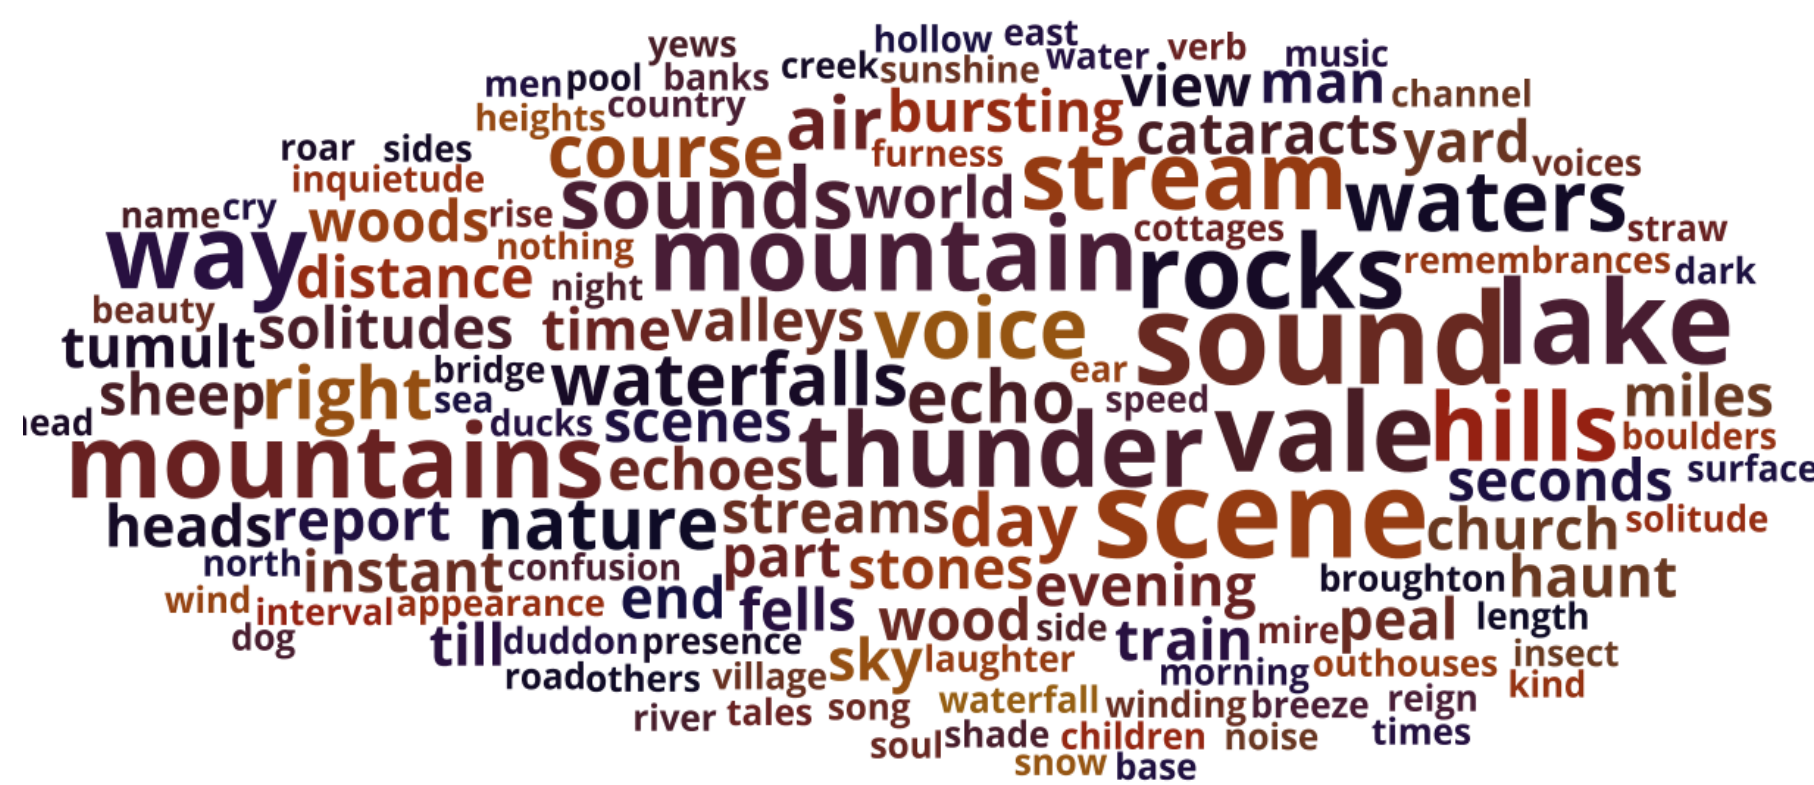 yews hollow east verb music
men pool banks creek sunshine water view man channel
heights country air bursting cataracts yard
roar sides course furness stream voices
inquietude sounds world waters
name cry woods rise mountain cottages straw
way nothing rocks remembrances dark
distance night lake
beauty solitudes time valleys voice sound
tumult bridge waterfalls ear
sheep right sea echo speed miles
head ducks scenes vale hills boulders
mountains echoes thunder seconds surface
heads report nature streams day scene church solitude
north instant confusion part stones evening broughton haunt
wind interval appearance end fells wood side peal length
dog till duddon presence train mire
road others village sky laughter morning outhouses insect
river tales song waterfall winding breeze reign kind
soul shade children noise times
snow base